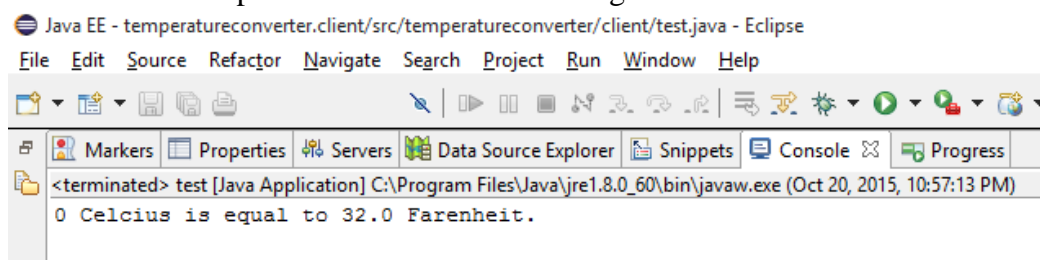 Java EE - temperatureconverter.client/src/temperatureconverter/client/test.java - Eclipse
File Edit Source Refactor Navigate Search Project Run Window Help
Markers Properties Servers Data Source Explorer Snippets Console Progress
<terminated> test [Java Application] C:\Program Files\Java\jre1.8.0_60\bin\javaw.exe (Oct 20, 2015, 10:57:13 PM)
0 Celcius is equal to 32.0 Farenheit.